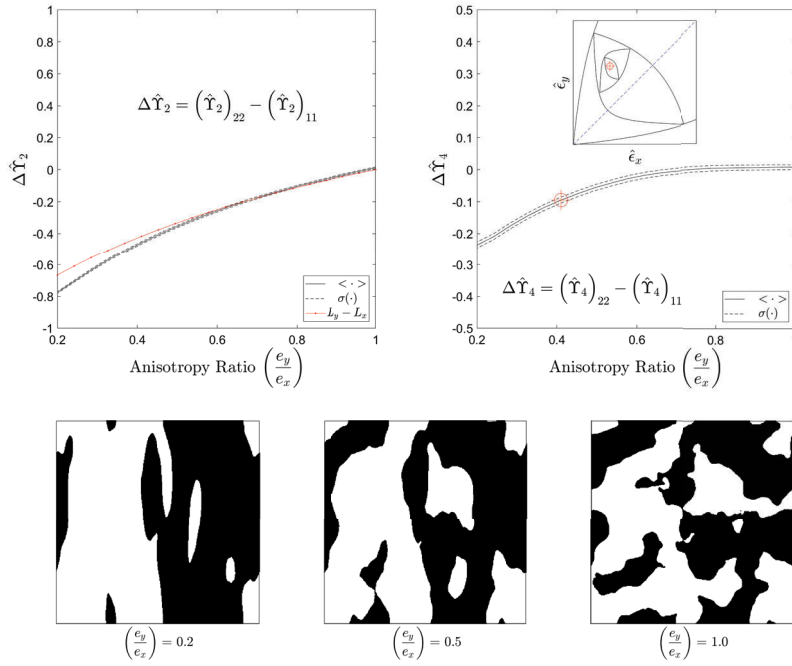 1
0.8
0.6
0.4
0.2
0
-0.2
-0.4
-0.6
-0.8
-1
ΔΥ̂₂
ΔΥ̂₂ = (Υ̂₂)₂₂ − (Υ̂₂)₁₁
< · >
σ(·)
L_y − L_x
0.2 0.4 0.6 0.8 1
Anisotropy Ratio (e_y/e_x)
0.5
0.4
0.3
0.2
0.1
0
-0.1
-0.2
-0.3
-0.4
-0.5
ΔΥ̂₄
ε̂_y
ε̂_x
ΔΥ̂₄ = (Υ̂₄)₂₂ − (Υ̂₄)₁₁
< · >
σ(·)
0.2 0.4 0.6 0.8 1
Anisotropy Ratio (e_y/e_x)
(e_y/e_x) = 0.2
(e_y/e_x) = 0.5
(e_y/e_x) = 1.0